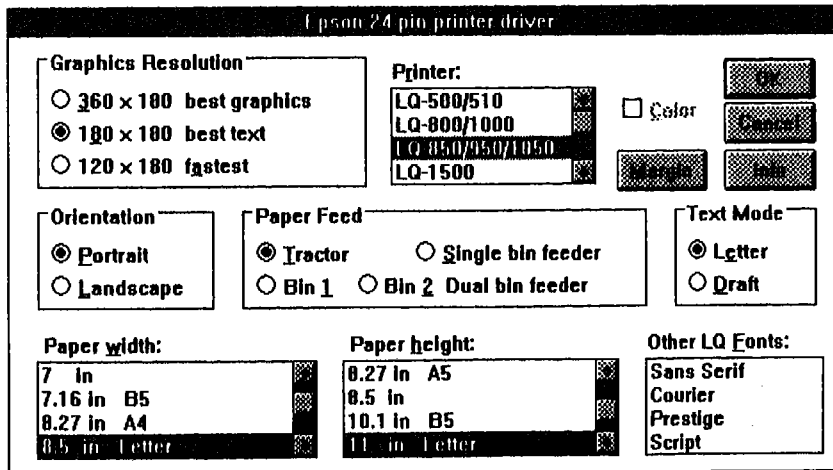 Epson 24 pin printer driver
Graphics Resolution
360 x 180 best graphics
180 x 180 best text
120 x 180 fastest
Printer:
LQ-500/510
LQ-800/1000
LQ-850/950/1050
LQ-1500
Color
OK
Cancel
Margin
Info
Orientation
Portrait
Landscape
Paper Feed
Tractor
Single bin feeder
Bin 1
Bin 2 Dual bin feeder
Text Mode
Letter
Draft
Paper width:
7 in
7.16 in B5
8.27 in A4
8.5 in Letter
Paper height:
8.27 in A5
8.5 in
10.1 in B5
11 in Letter
Other LQ Fonts:
Sans Serif
Courier
Prestige
Script